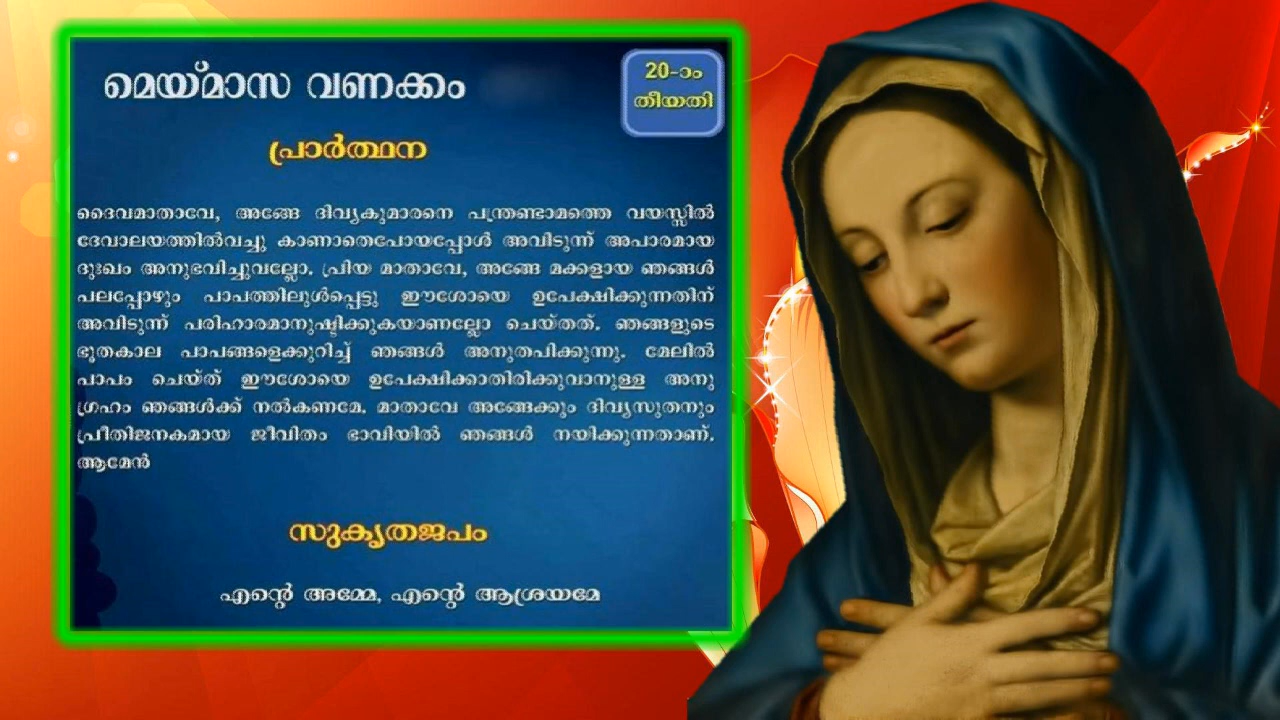 മെയ്മാസ വണക്കം
20-ാം
തീയതി
പ്രാർത്ഥന
ദൈവമാതാവേ, അങ്ങേ ദിവ്യകുമാരനെ പന്ത്രണ്ടാമത്തെ വയസ്സിൽ
ദേവാലയത്തിൽവച്ചു കാണാതെപോയപ്പോൾ അവിടുന്ന് അപാരമായ
ദുഃഖം അനുഭവിച്ചുവല്ലോ. പ്രിയ മാതാവേ, അങ്ങേ മക്കളായ ഞങ്ങൾ
പലപ്പോഴും പാപത്തിലുൾപ്പെട്ടു ഈശോയെ ഉപേക്ഷിക്കുന്നതിന്
അവിടുന്ന് പരിഹാരമാനുഷ്ടിക്കുകയാണല്ലോ ചെയ്തത്. ഞങ്ങളുടെ
ഭൂതകാല പാപങ്ങളെക്കുറിച്ച് ഞങ്ങൾ അനുതപിക്കുന്നു. മേലിൽ
പാപം ചെയ്ത് ഈശോയെ ഉപേക്ഷിക്കാതിരിക്കുവാനുള്ള അനു
ഗ്രഹം ഞങ്ങൾക്ക് നൽകണമേ. മാതാവേ അങ്ങേക്കും ദിവ്യസുതനും
പ്രീതിജനകമായ ജീവിതം ഭാവിയിൽ ഞങ്ങൾ നയിക്കുന്നതാണ്.
ആമേൻ
സുകൃതജപം
എന്റെ അമ്മേ, എന്റെ ആശ്രയമേ